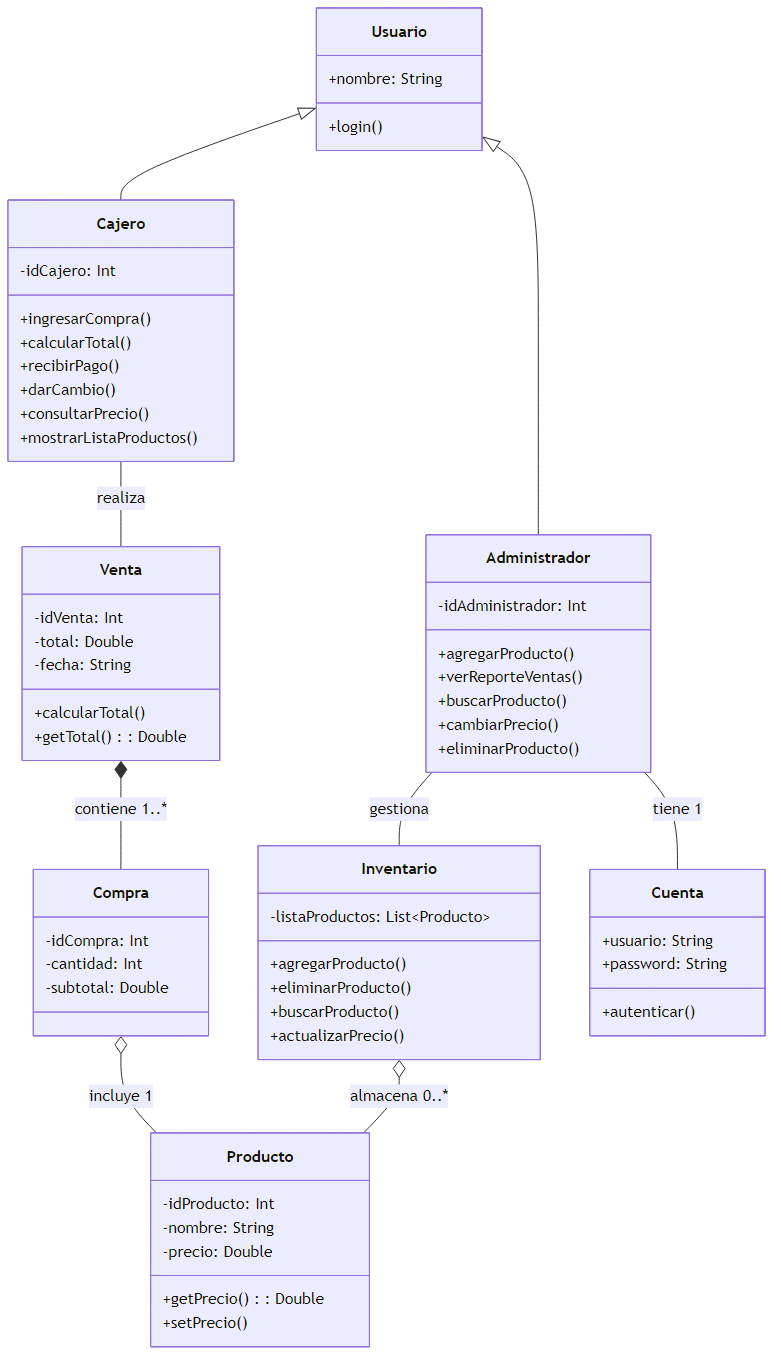 Usuario
+nombre: String
+login()
Cajero
-idCajero: Int
+ingresarCompra()
+calcularTotal()
+recibirPago()
+darCambio()
+consultarPrecio()
+mostrarListaProductos()
realiza
Venta
-idVenta: Int
-total: Double
-fecha: String
+calcularTotal()
+getTotal() : : Double
Administrador
-idAdministrador: Int
+agregarProducto()
+verReporteVentas()
+buscarProducto()
+cambiarPrecio()
+eliminarProducto()
contiene 1..*
gestiona
tiene 1
Compra
-idCompra: Int
-cantidad: Int
-subtotal: Double
Inventario
-listaProductos: List<Producto>
+agregarProducto()
+eliminarProducto()
+buscarProducto()
+actualizarPrecio()
Cuenta
+usuario: String
+password: String
+autenticar()
incluye 1
almacena 0..*
Producto
-idProducto: Int
-nombre: String
-precio: Double
+getPrecio() : : Double
+setPrecio()